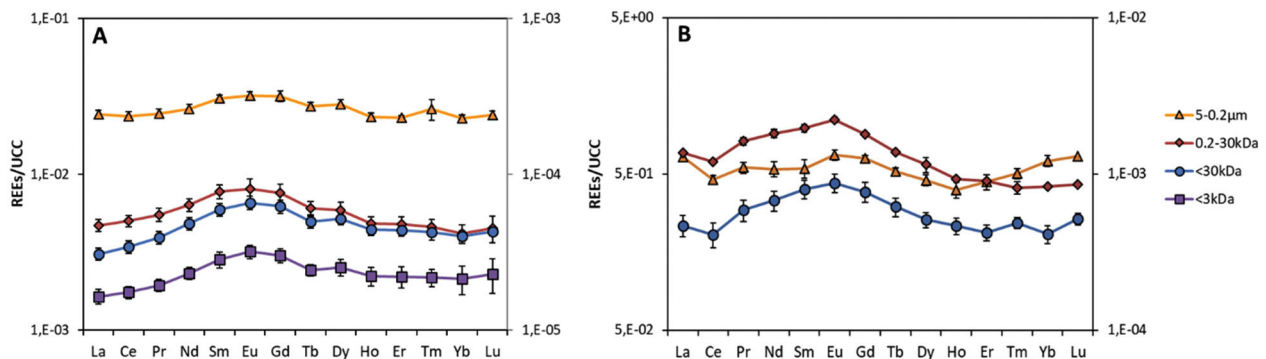 A
REEs/UCC
1,E-01
1,E-02
1,E-03
1,E-03
1,E-04
1,E-05
La Ce Pr Nd Sm Eu Gd Tb Dy Ho Er Tm Yb Lu
B
REEs/UCC
5,E+00
5,E-01
5,E-02
1,E-02
1,E-03
1,E-04
La Ce Pr Nd Sm Eu Gd Tb Dy Ho Er Tm Yb Lu
5-0.2µm
0.2-30kDa
<30kDa
<3kDa